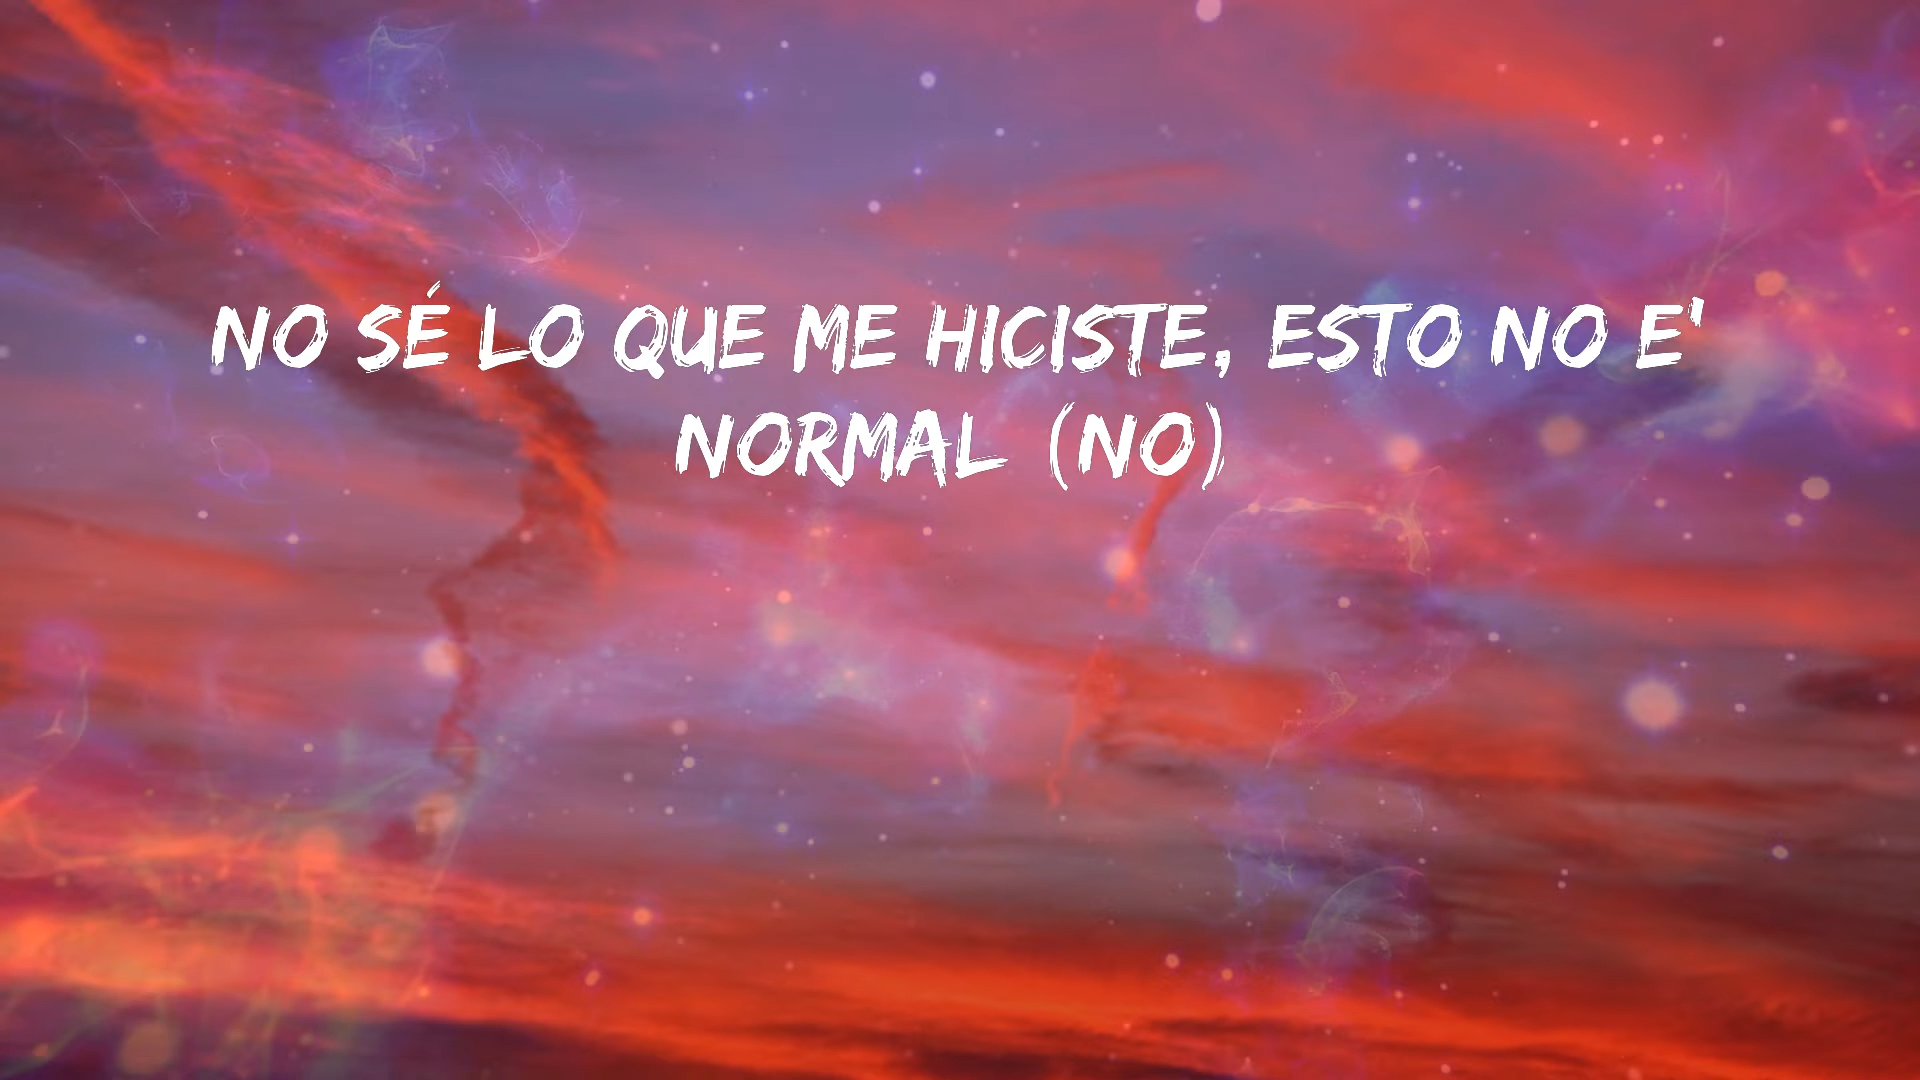 NO SÉ LO QUE ME HICISTE, ESTO NO E'
NORMAL (NO)